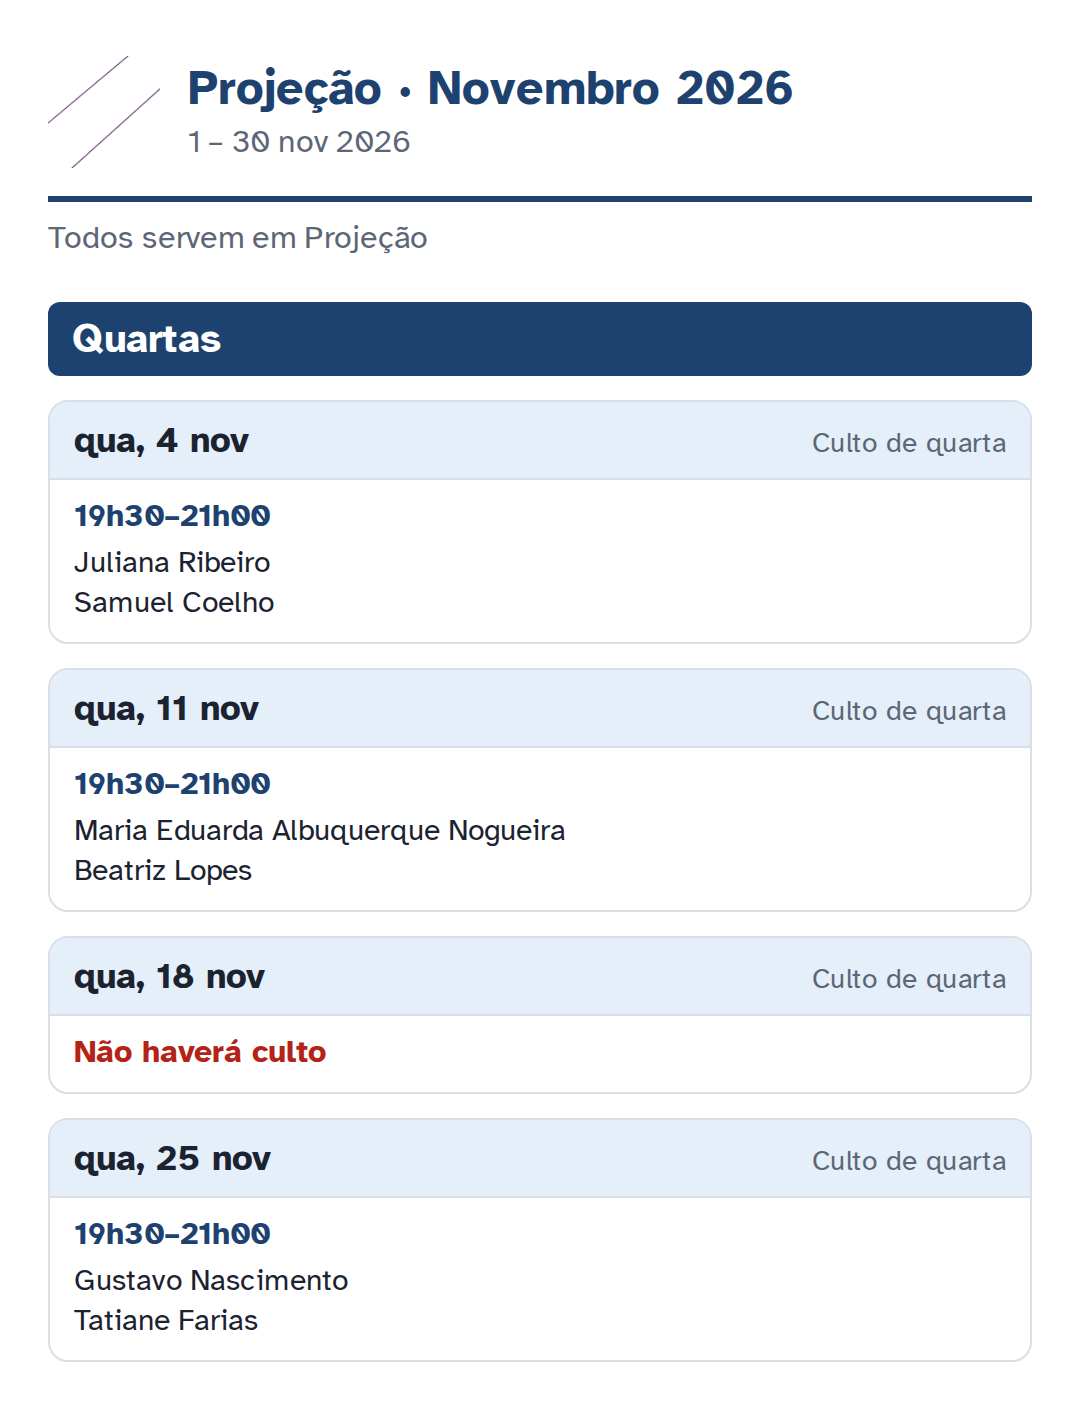 Projeção • Novembro 2026
1 – 30 nov 2026
Todos servem em Projeção
Quartas
qua, 4 nov
Culto de quarta
19h30–21h00
Juliana Ribeiro
Samuel Coelho
qua, 11 nov
Culto de quarta
19h30–21h00
Maria Eduarda Albuquerque Nogueira
Beatriz Lopes
qua, 18 nov
Culto de quarta
Não haverá culto
qua, 25 nov
Culto de quarta
19h30–21h00
Gustavo Nascimento
Tatiane Farias